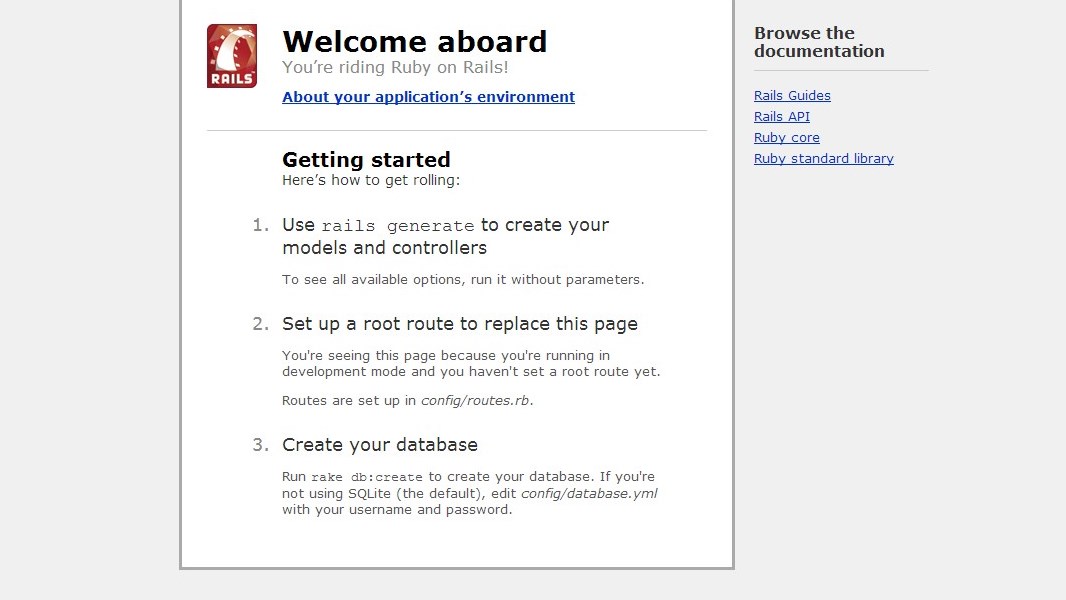 RAILS
Welcome aboard
You’re riding Ruby on Rails!
About your application’s environment
Getting started
Here’s how to get rolling:
1. Use rails generate to create your
models and controllers
To see all available options, run it without parameters.
2. Set up a root route to replace this page
You're seeing this page because you're running in
development mode and you haven't set a root route yet.
Routes are set up in config/routes.rb.
3. Create your database
Run rake db:create to create your database. If you're
not using SQLite (the default), edit config/database.yml
with your username and password.
Browse the
documentation
Rails Guides
Rails API
Ruby core
Ruby standard library